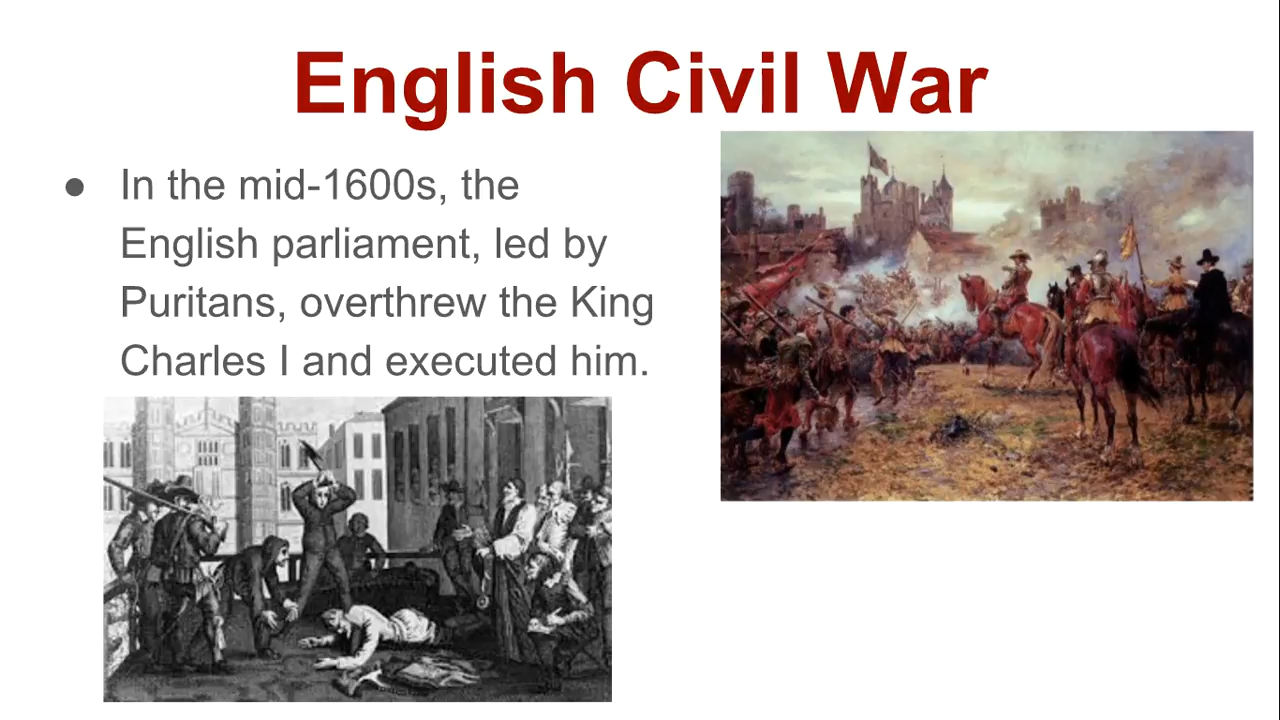 English Civil War
● In the mid-1600s, the
English parliament, led by
Puritans, overthrew the King
Charles I and executed him.